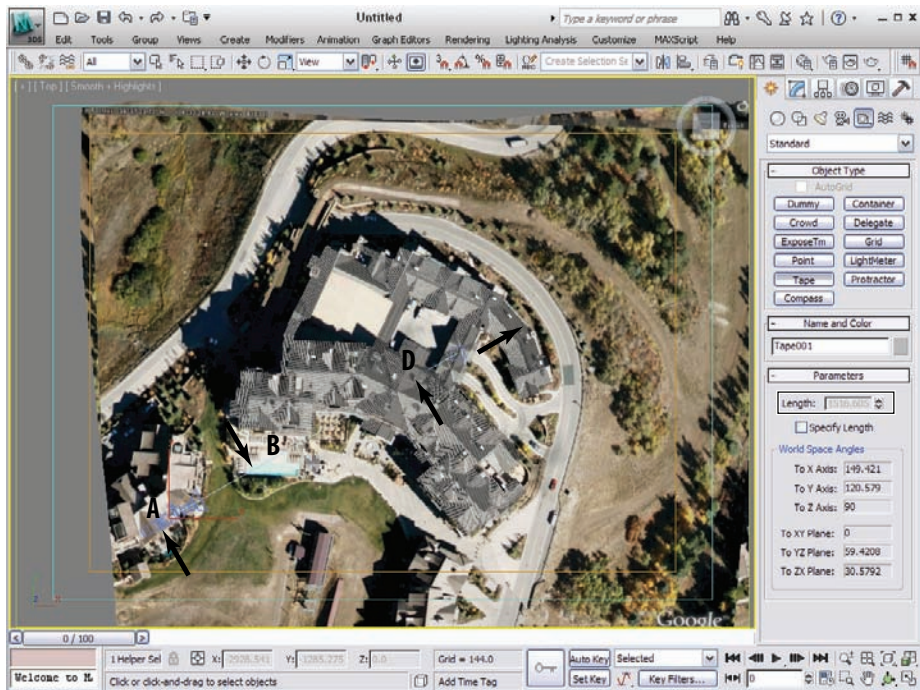 Untitled
Type a keyword or phrase
3DS Edit Tools Group Views Create Modifiers Animation Graph Editors Rendering Lighting Analysis Customize MAXScript Help
All View Create Selection Se
[ + ] [ Top ] [ Smooth + Highlights ]
Standard
- Object Type
AutoGrid
Dummy Container
Crowd Delegate
ExposeTm Grid
Point LightMeter
Tape Protractor
Compass
- Name and Color
Tape001
- Parameters
Length:
Specify Length
World Space Angles
To X Axis: 149.421
To Y Axis: 120.579
To Z Axis: 90
To XY Plane: 0
To YZ Plane: 59.4208
To ZX Plane: 30.5792
D
B
A
Google
0 / 100
1 Helper Sel X: Y: Z: 0.0 Grid = 144.0 Auto Key Selected
Welcome to M Click or click-and-drag to select objects Add Time Tag Set Key Key Filters... 0